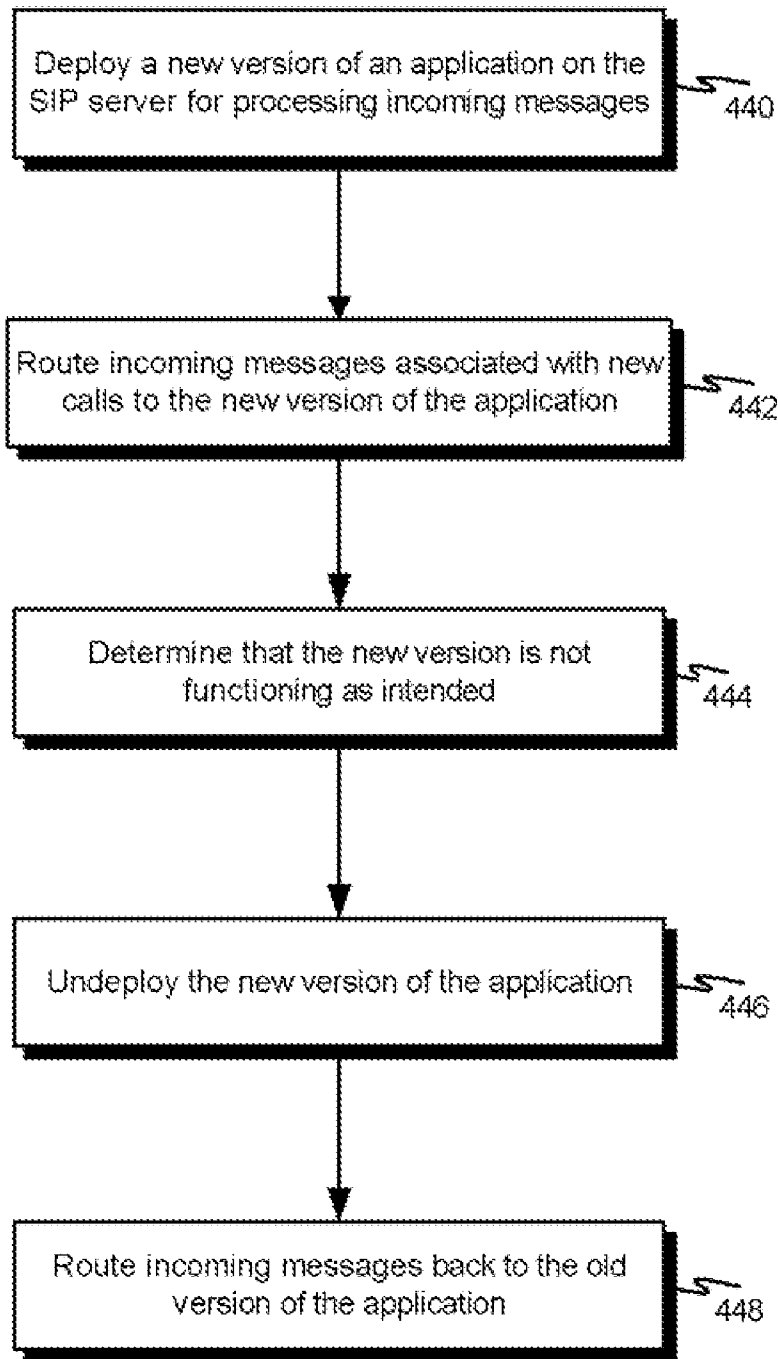 Deploy a new version of an application on the
SIP server for processing incoming messages
440
Route incoming messages associated with new
calls to the new version of the application
442
Determine that the new version is not
functioning as intended
444
Undeploy the new version of the application
446
Route incoming messages back to the old
version of the application
448